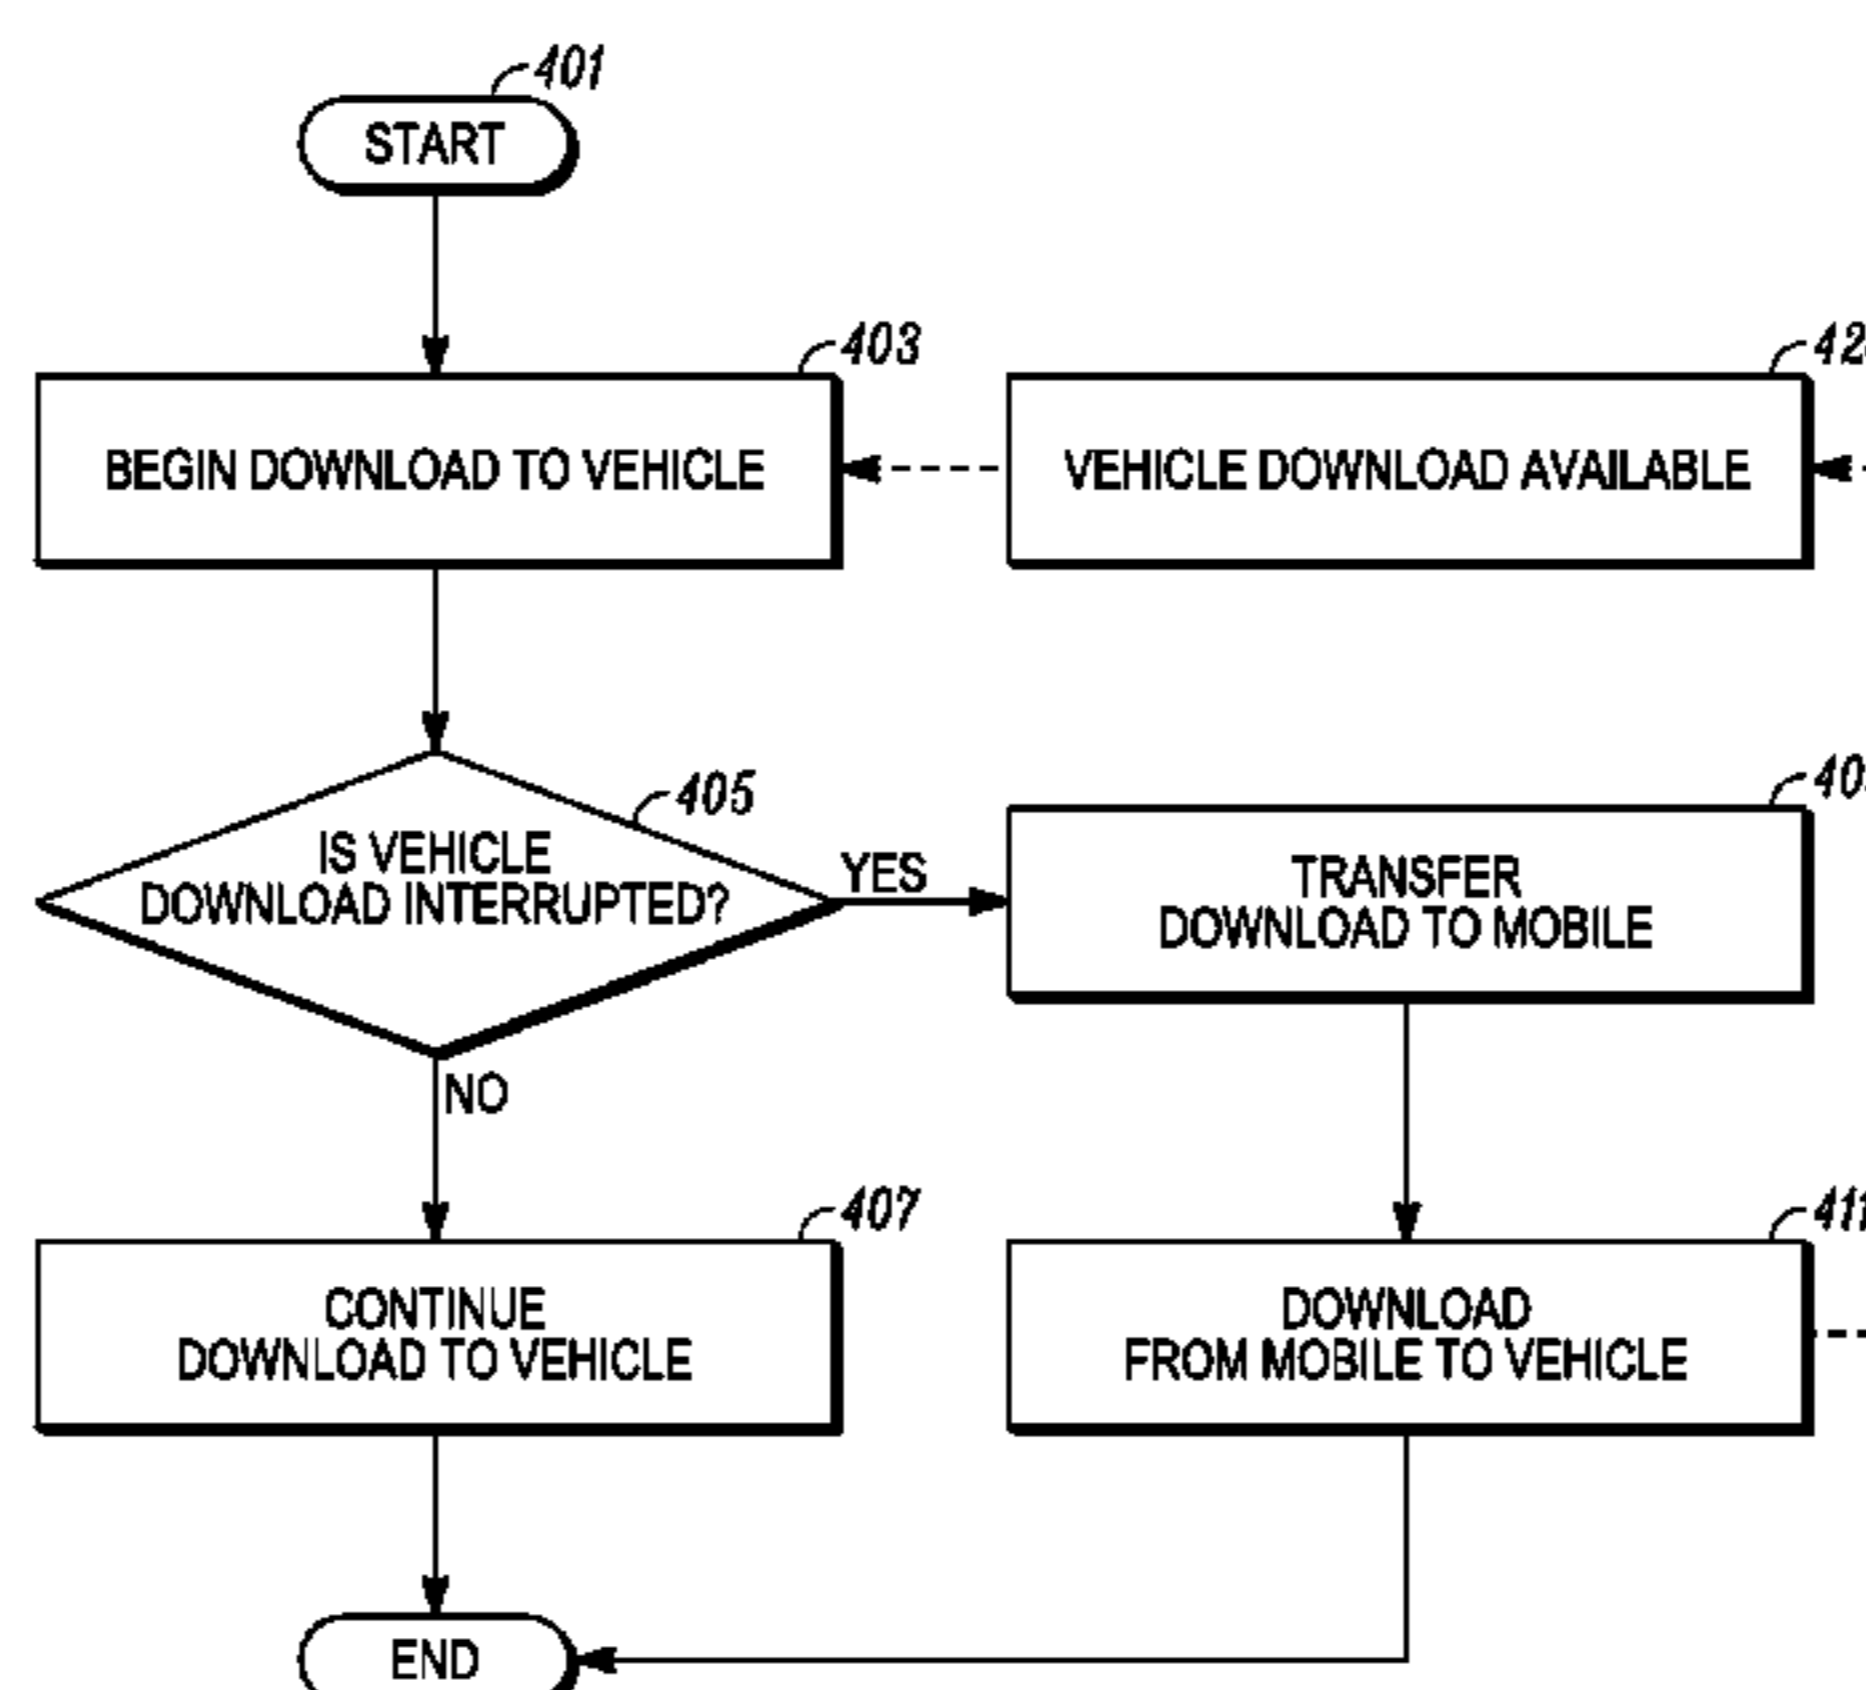 401
START
403
BEGIN DOWNLOAD TO VEHICLE
VEHICLE DOWNLOAD AVAILABLE
405
IS VEHICLE
DOWNLOAD INTERRUPTED?
YES
TRANSFER
DOWNLOAD TO MOBILE
NO
407
CONTINUE
DOWNLOAD TO VEHICLE
411
DOWNLOAD
FROM MOBILE TO VEHICLE
END